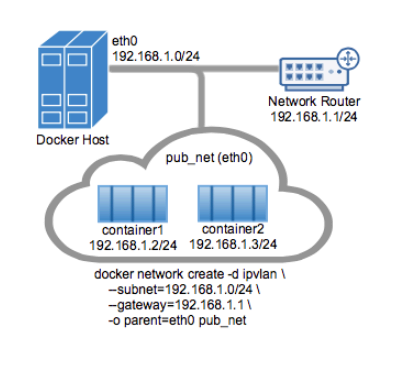 eth0
192.168.1.0/24
Docker Host
Network Router
192.168.1.1/24
pub_net (eth0)
container1
192.168.1.2/24
container2
192.168.1.3/24
docker network create -d ipvlan \
--subnet=192.168.1.0/24 \
--gateway=192.168.1.1 \
-o parent=eth0 pub_net